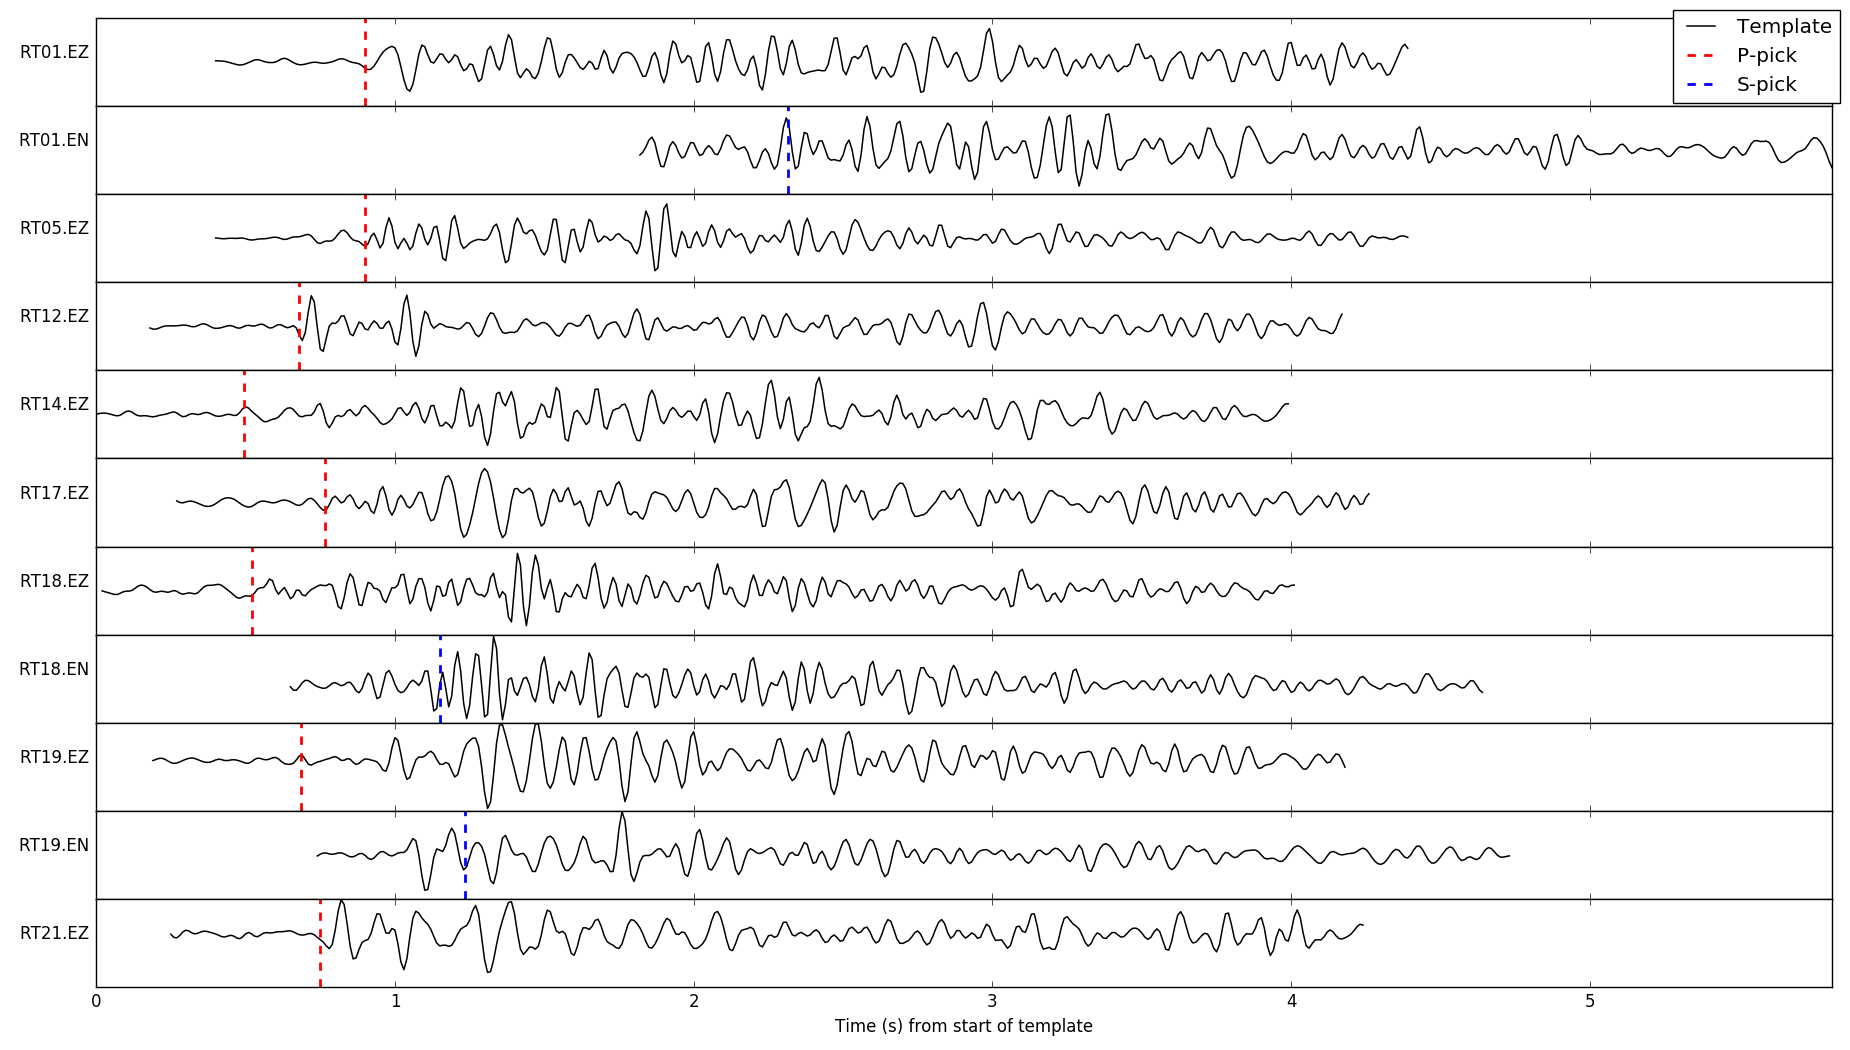 Template
P-pick
S-pick
RT01.EZ
RT01.EN
RT05.EZ
RT12.EZ
RT14.EZ
RT17.EZ
RT18.EZ
RT18.EN
RT19.EZ
RT19.EN
RT21.EZ
0 1 2 3 4 5
Time (s) from start of template